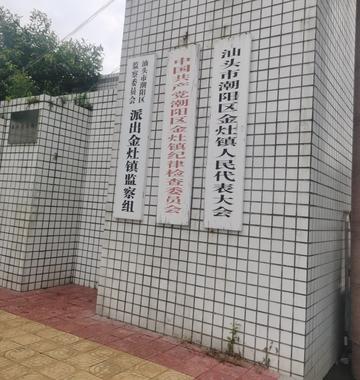 汕头市潮阳区
监察委员会
派出金灶镇监察组
中国共产党潮阳区金灶镇纪律检查委员会
汕头市潮阳区金灶镇人民代表大会